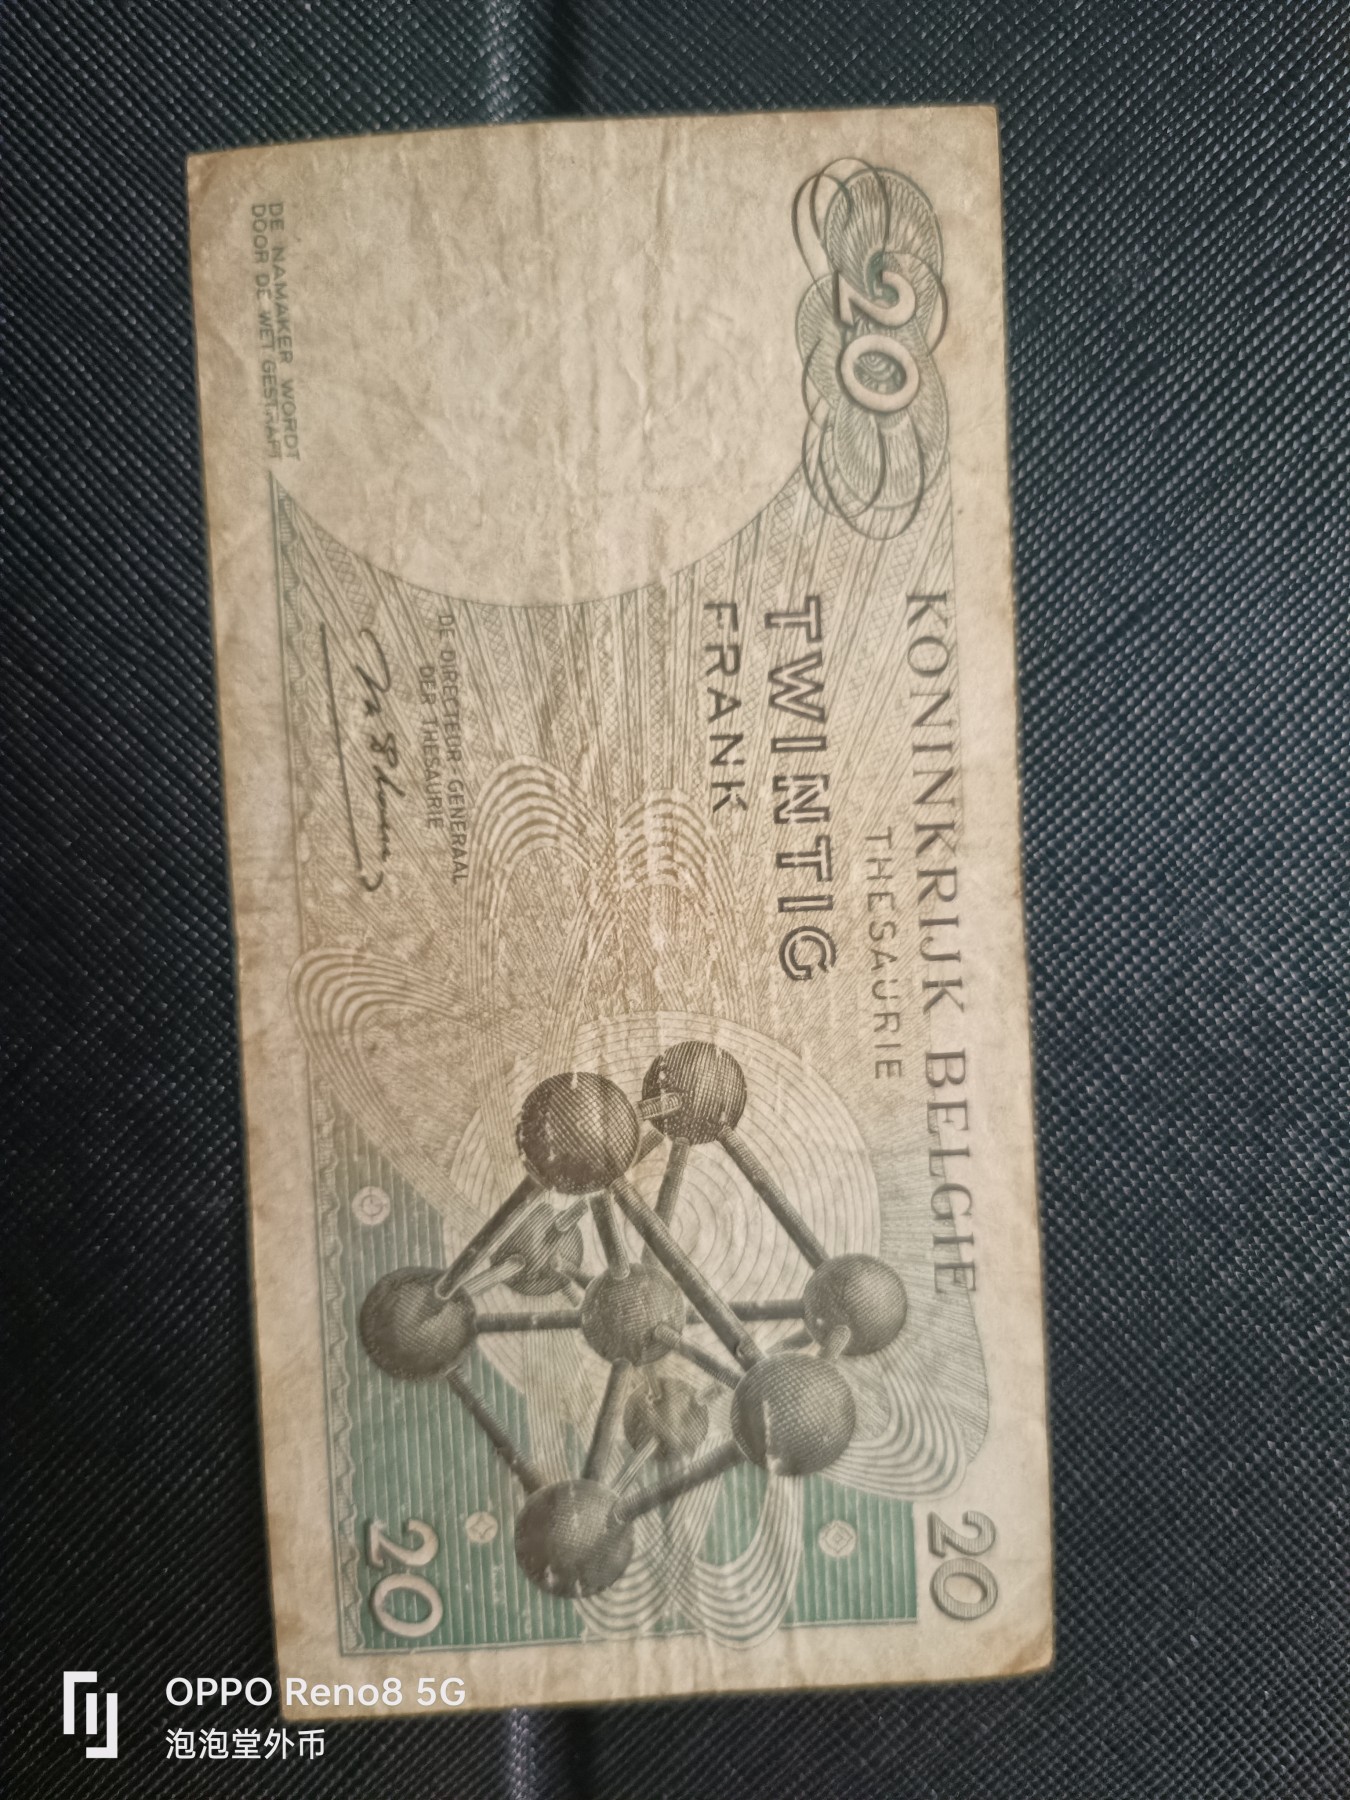 KONINKRIJK BELGIE
THESAURIE
20
20
TWINTIG
FRANK
DE DIRECTEUR GENERAAL
DER THESAURIE
DE NAMAKER WORDT
DOOR DE WET GESTRAFT
20
OPPO Reno8 5G
泡泡堂外币